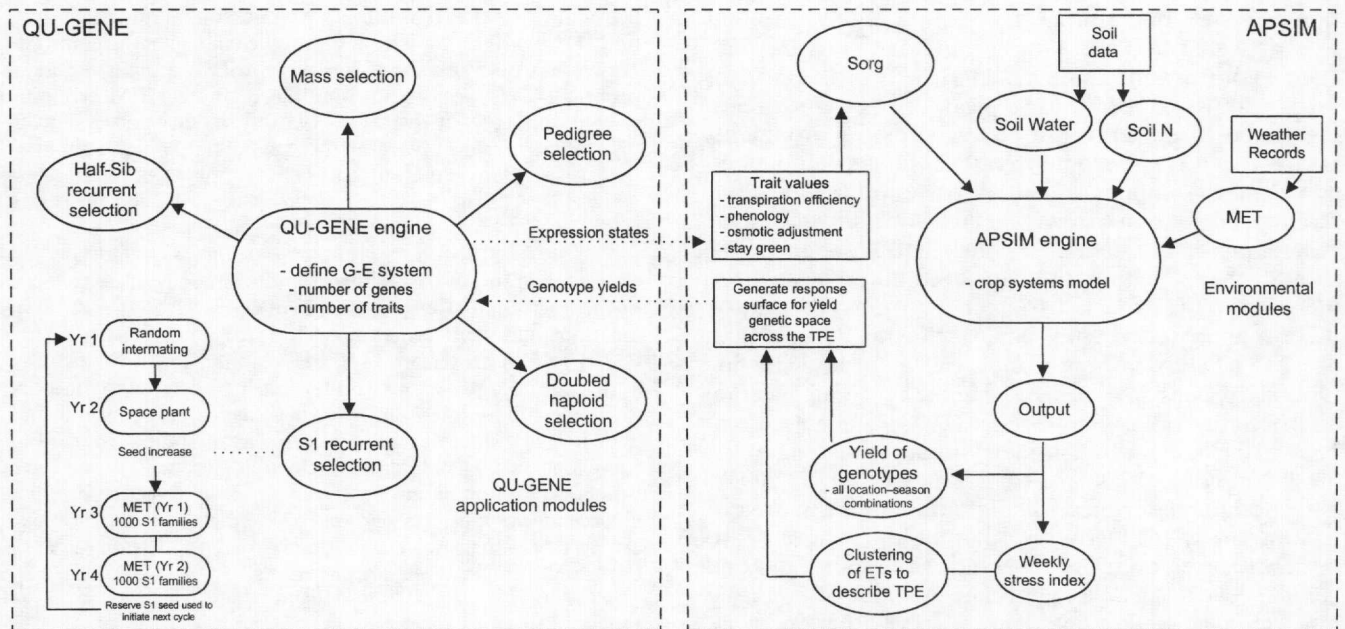 QU-GENE
Mass selection
Pedigree
selection
Half-Sib
recurrent
selection
QU-GENE engine
- define G-E system
- number of genes
- number of traits
Expression states
Genotype yields
Yr 1
Random
intermating
Yr 2
Space plant
Seed increase
Yr 3
MET (Yr 1)
1000 S1 families
Yr 4
MET (Yr 2)
1000 S1 families
Reserve S1 seed used to
initiate next cycle
S1 recurrent
selection
Doubled
haploid
selection
QU-GENE
application modules
APSIM
Sorg
Soil
data
Soil Water
Soil N
Weather
Records
MET
Trait values
- transpiration efficiency
- phenology
- osmotic adjustment
- stay green
APSIM engine
- crop systems model
Environmental
modules
Generate response
surface for yield
genetic space
across the TPE
Output
Yield of
genotypes
- all location–season
combinations
Clustering
of ETs to
describe TPE
Weekly
stress index